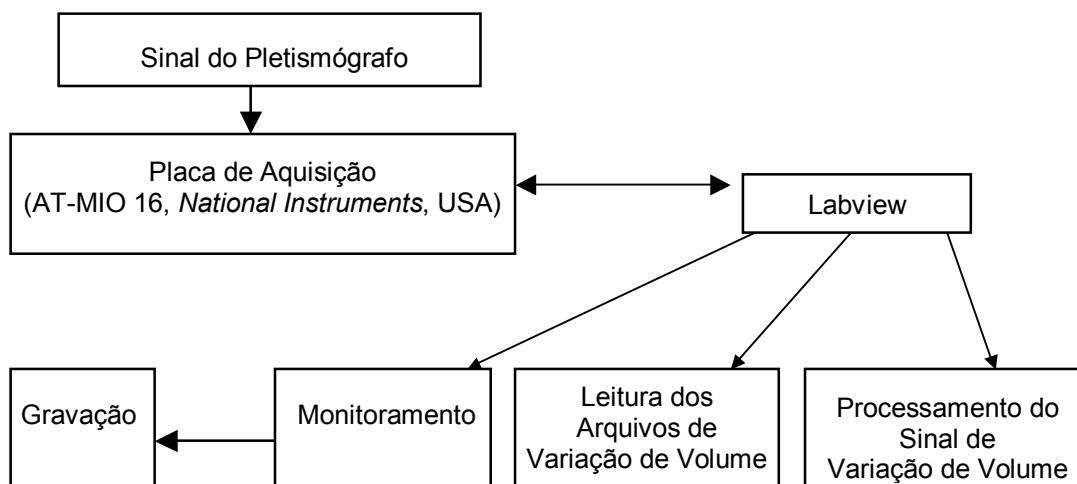 Sinal do Pletismógrafo
Placa de Aquisição
(AT-MIO 16, National Instruments, USA)
Labview
Gravação
Monitoramento
Leitura dos
Arquivos de
Variação de Volume
Processamento do
Sinal de
Variação de Volume